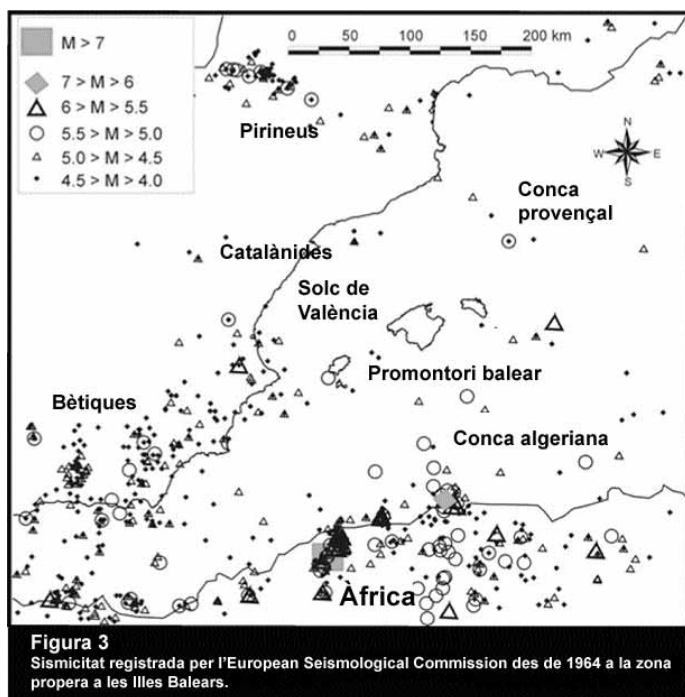 M > 7
7 > M > 6
6 > M > 5.5
5.5 > M > 5.0
5.0 > M > 4.5
4.5 > M > 4.0
0 50 100 150 200 km
N
W E
S
Pirineus
Conca
provençal
Catalànides
Solc de
València
Promontori balear
Bètiques
Conca algeriana
Àfrica
Figura 3
Sismicitat registrada per l'European Seismological Commission des de 1964 a la zona
propera a les Illes Balears.